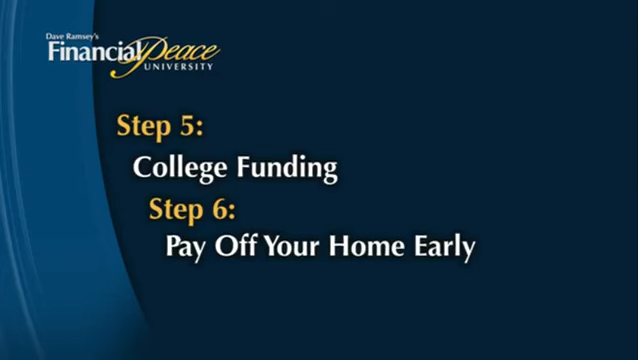 Dave Ramsey's
Financial Peace
UNIVERSITY
Step 5:
College Funding
Step 6:
Pay Off Your Home Early